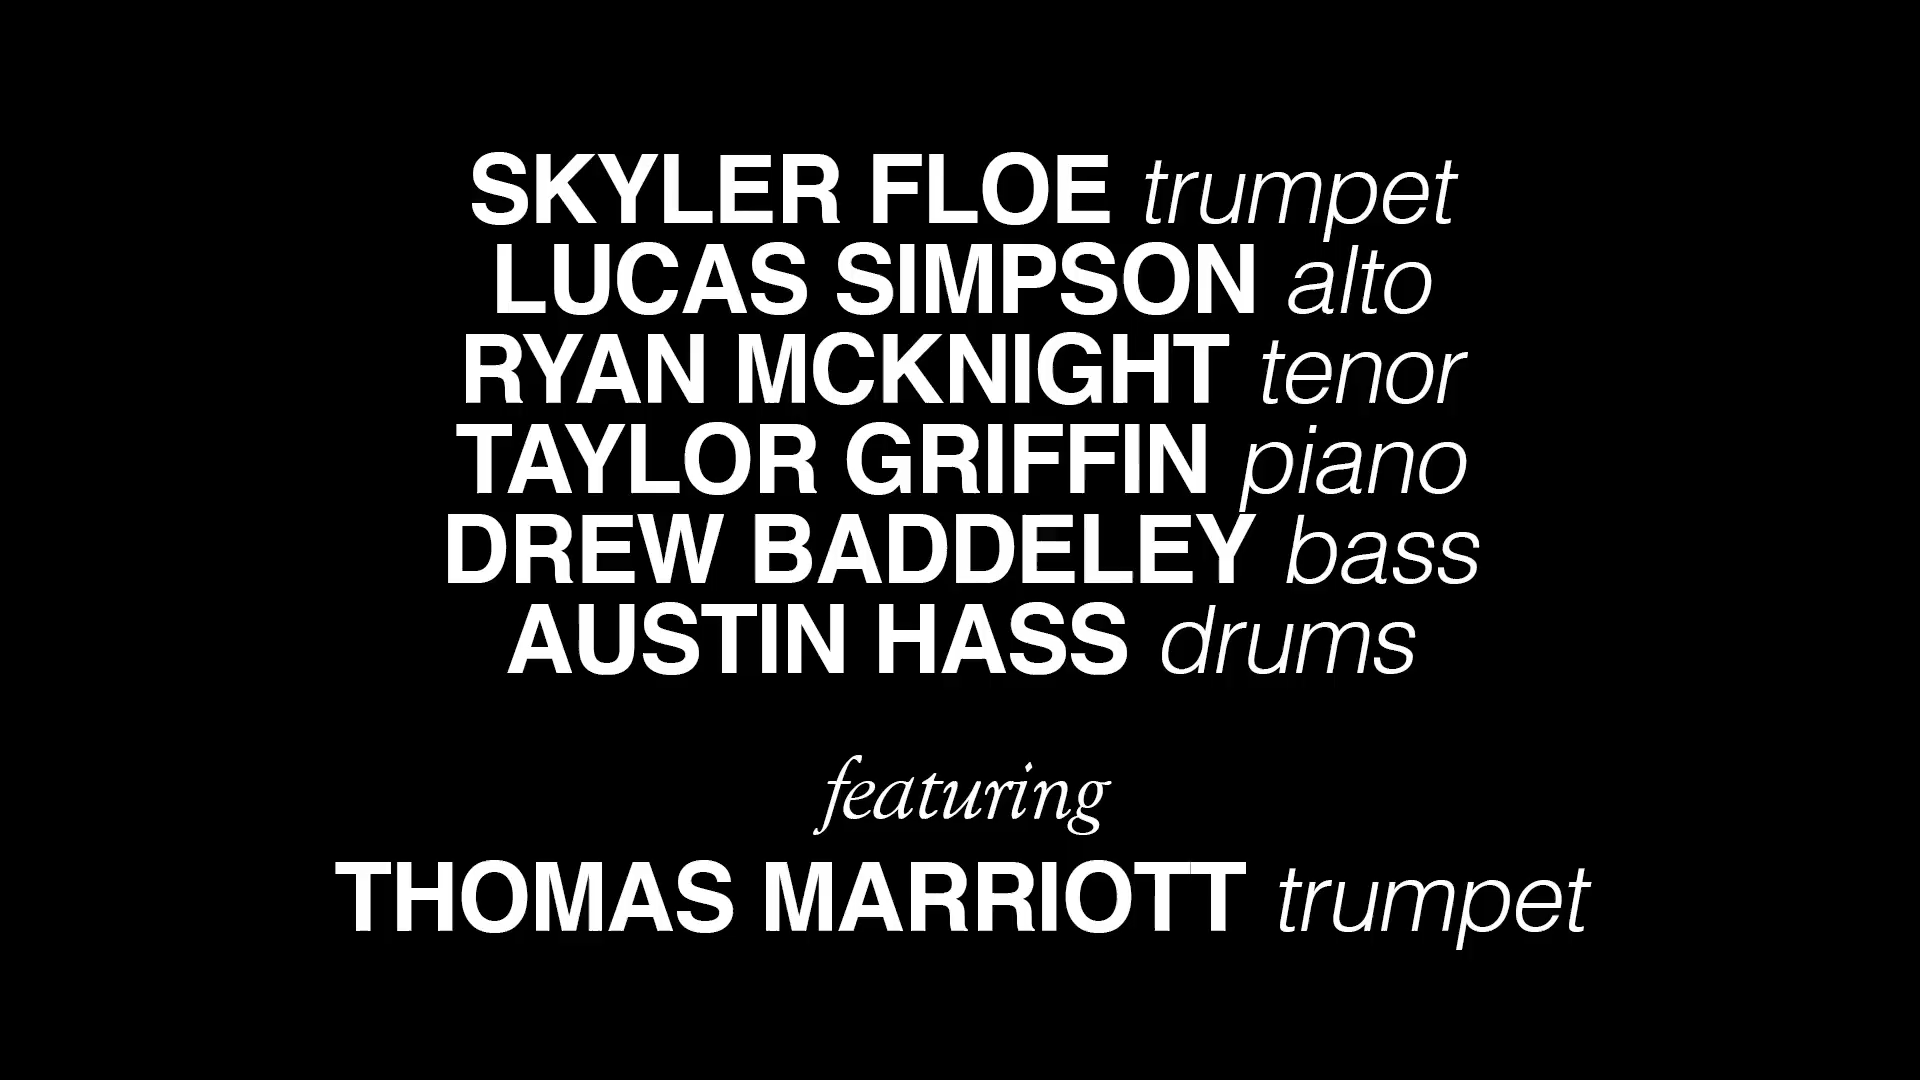 SKYLER FLOE trumpet
LUCAS SIMPSON alto
RYAN MCKNIGHT tenor
TAYLOR GRIFFIN piano
DREW BADDELEY bass
AUSTIN HASS drums
featuring
THOMAS MARRIOTT trumpet